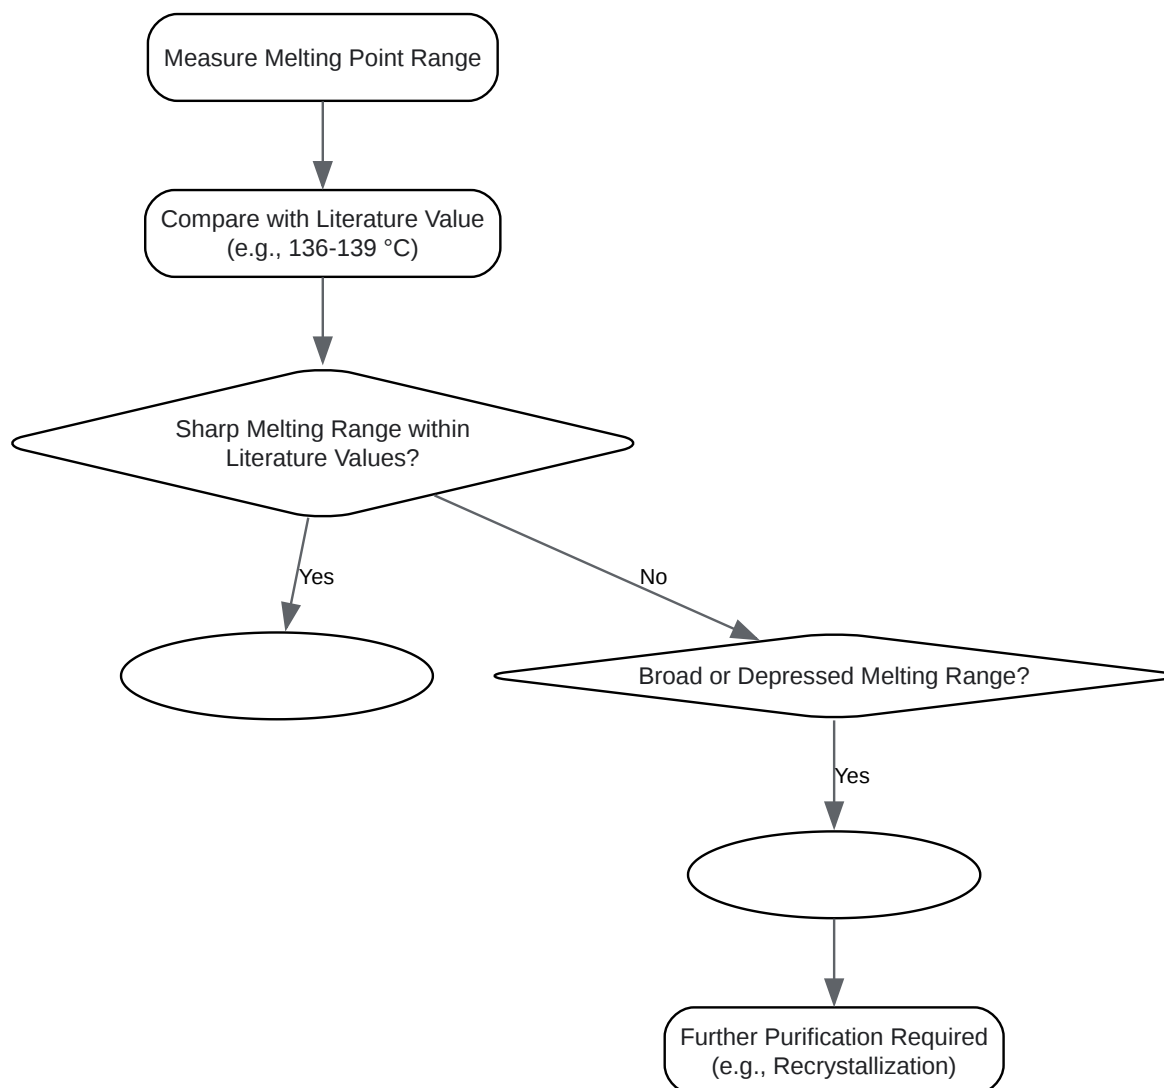 Measure Melting Point Range
Compare with Literature Value
(e.g., 136-139 °C)
Sharp Melting Range within
Literature Values?
Yes
No
Broad or Depressed Melting Range?
Yes
Further Purification Required
(e.g., Recrystallization)